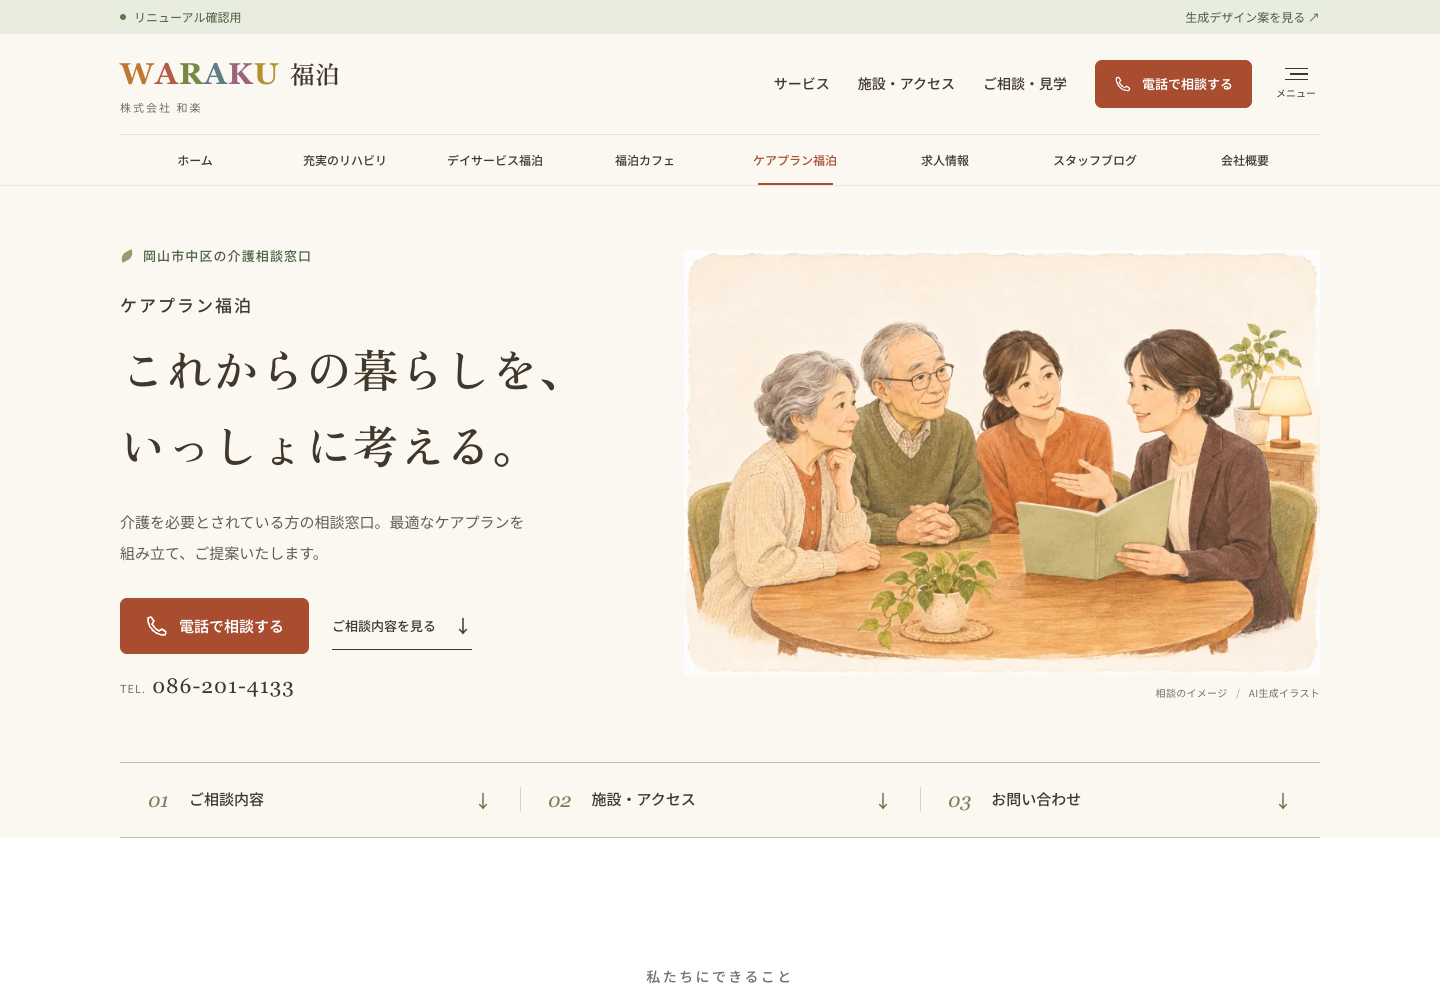 リニューアル確認用
生成デザイン案を見る ↗
WARAKU 福泊
株式会社 和楽
サービス
施設・アクセス
ご相談・見学
電話で相談する
メニュー
ホーム
充実のリハビリ
デイサービス福泊
福泊カフェ
ケアプラン福泊
求人情報
スタッフブログ
会社概要
岡山市中区の介護相談窓口
ケアプラン福泊
これからの暮らしを、
いっしょに考える。
介護を必要とされている方の相談窓口。最適なケアプランを
組み立て、ご提案いたします。
電話で相談する
ご相談内容を見る ↓
TEL. 086-201-4133
相談のイメージ / AI生成イラスト
01 ご相談内容 ↓
02 施設・アクセス ↓
03 お問い合わせ ↓
私たちにできること